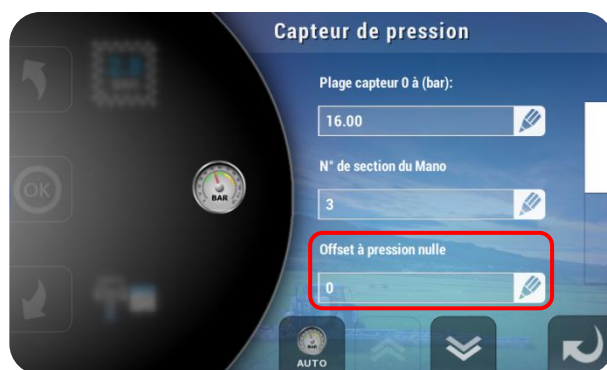 Capteur de pression
Plage capteur 0 à (bar):
16.00
N° de section du Mano
3
Offset à pression nulle
0
OK
BAR
AUTO